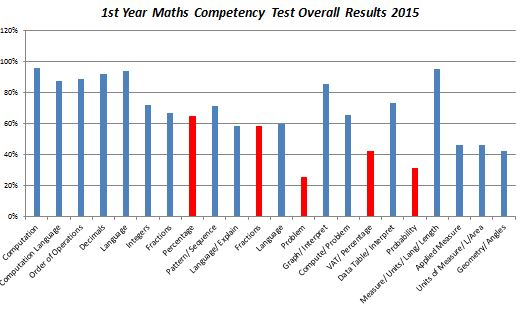 1st Year Maths Competency Test Overall Results 2015
120%
100%
80%
60%
40%
20%
0%
Computation
Computation Language
Order of Operations
Decimals
Language
Integers
Fractions
Percentage
Pattern/ Sequence
Language/ Explain
Fractions
Language
Problem
Graph/ Interpret
Compute/ Problem
VAT/ Percentage
Data Table/ Interpret
Probability
Measure/ Units/ Lang/ Length
Applied Measure
Units of Measure/ L/Area
Geometry/ Angles